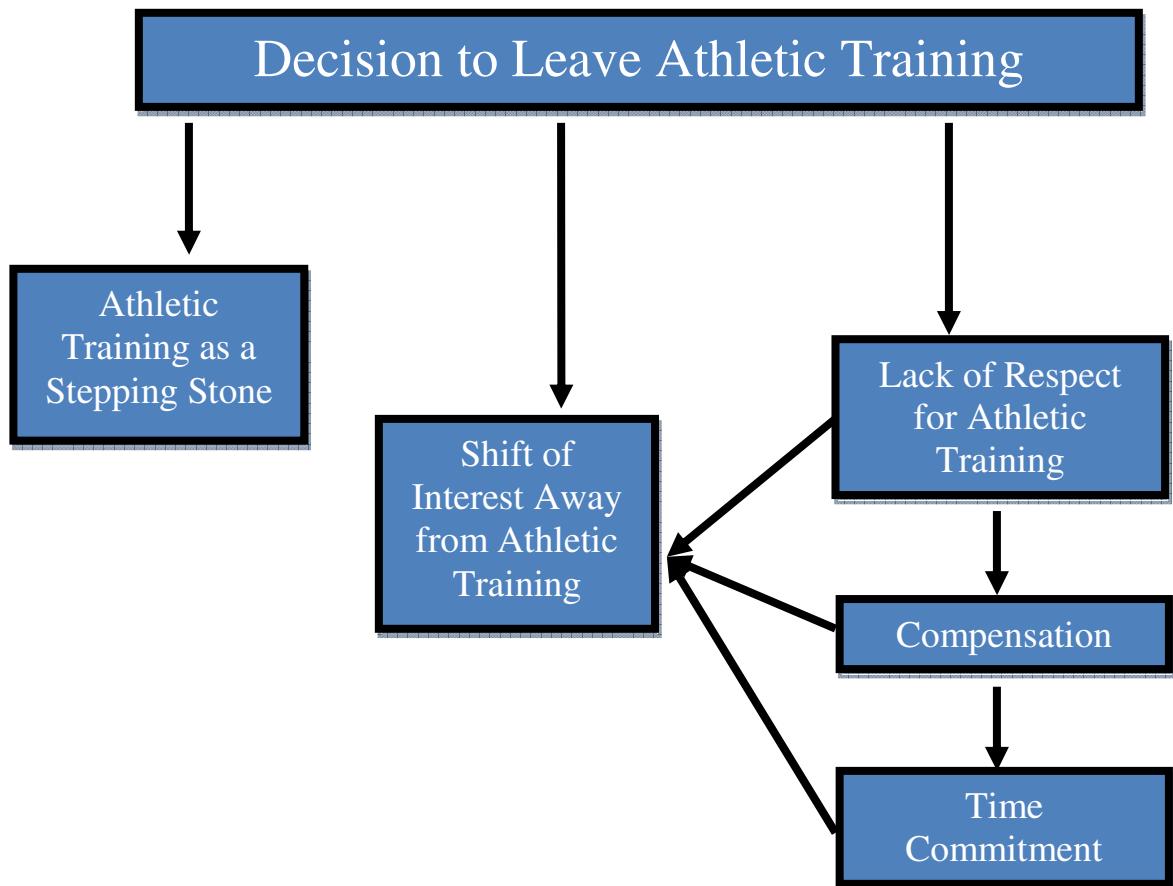 Decision to Leave Athletic Training
Athletic
Training as a
Stepping Stone
Shift of
Interest Away
from Athletic
Training
Lack of Respect
for Athletic
Training
Compensation
Time
Commitment